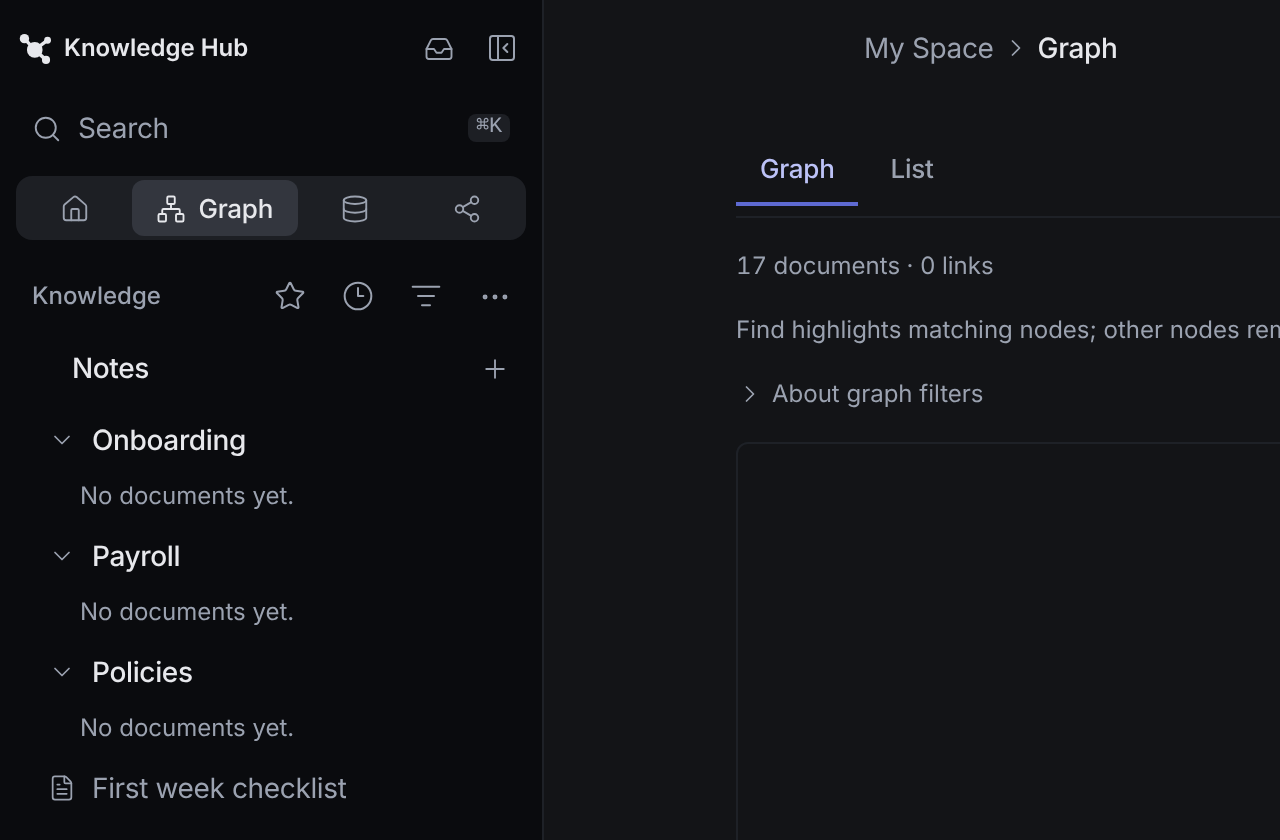 Knowledge Hub
My Space > Graph
Search
⌘K
Graph
List
Graph
17 documents · 0 links
Knowledge
Find highlights matching nodes; other nodes
Notes
About graph filters
Onboarding
No documents yet.
Payroll
No documents yet.
Policies
No documents yet.
First week checklist